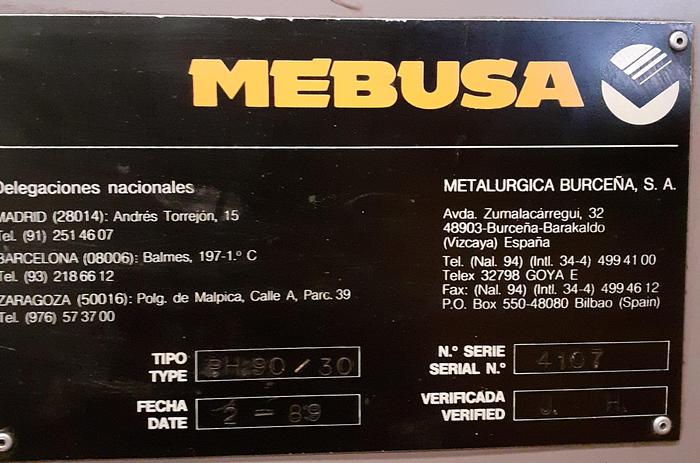 MEBUSA
Delegaciones nacionales
MADRID (28014): Andrés Torrejón, 15
Tel. (91) 251 46 07
BARCELONA (08006): Balmes, 197-1.º C
Tel. (93) 218 66 12
ZARAGOZA (50016): Polg. de Malpica, Calle A, Parc. 39
Tel. (976) 57 37 00
METALURGICA BURCEÑA, S. A.
Avda. Zumalacárregui, 32
48903-Burceña-Barakaldo
(Vizcaya) España
Tel. (Nal. 94) (Intl. 34-4) 499 41 00
Telex 32798 GOYA E
Fax: (Nal. 94) (Intl. 34-4) 499 46 12
P.O. Box 550-48080 Bilbao (Spain)
TIPO
TYPE PH 90 / 30
FECHA
DATE 2 - 89
N.º SERIE
SERIAL N.º 4107
VERIFICADA
VERIFIED J. H.